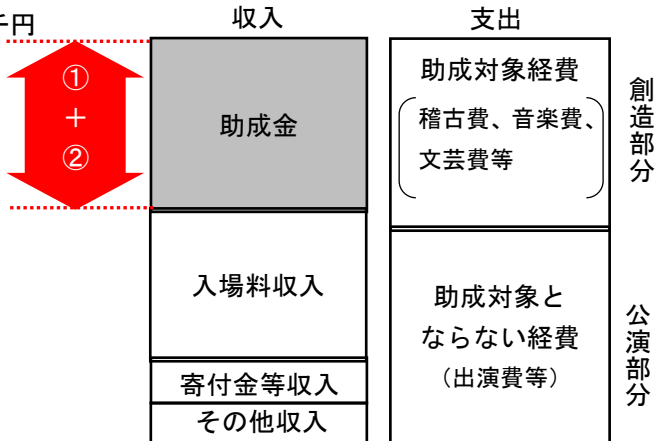 千円
収入
支出
①
＋
②
助成金
入場料収入
寄付金等収入
その他収入
助成対象経費
稽古費、音楽費、
文芸費等
助成対象と
ならない経費
（出演費等）
創造部分
公演部分